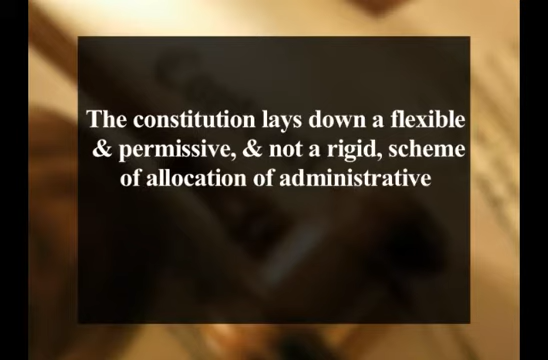 The constitution lays down a flexible
& permissive, & not a rigid, scheme
of allocation of administrative